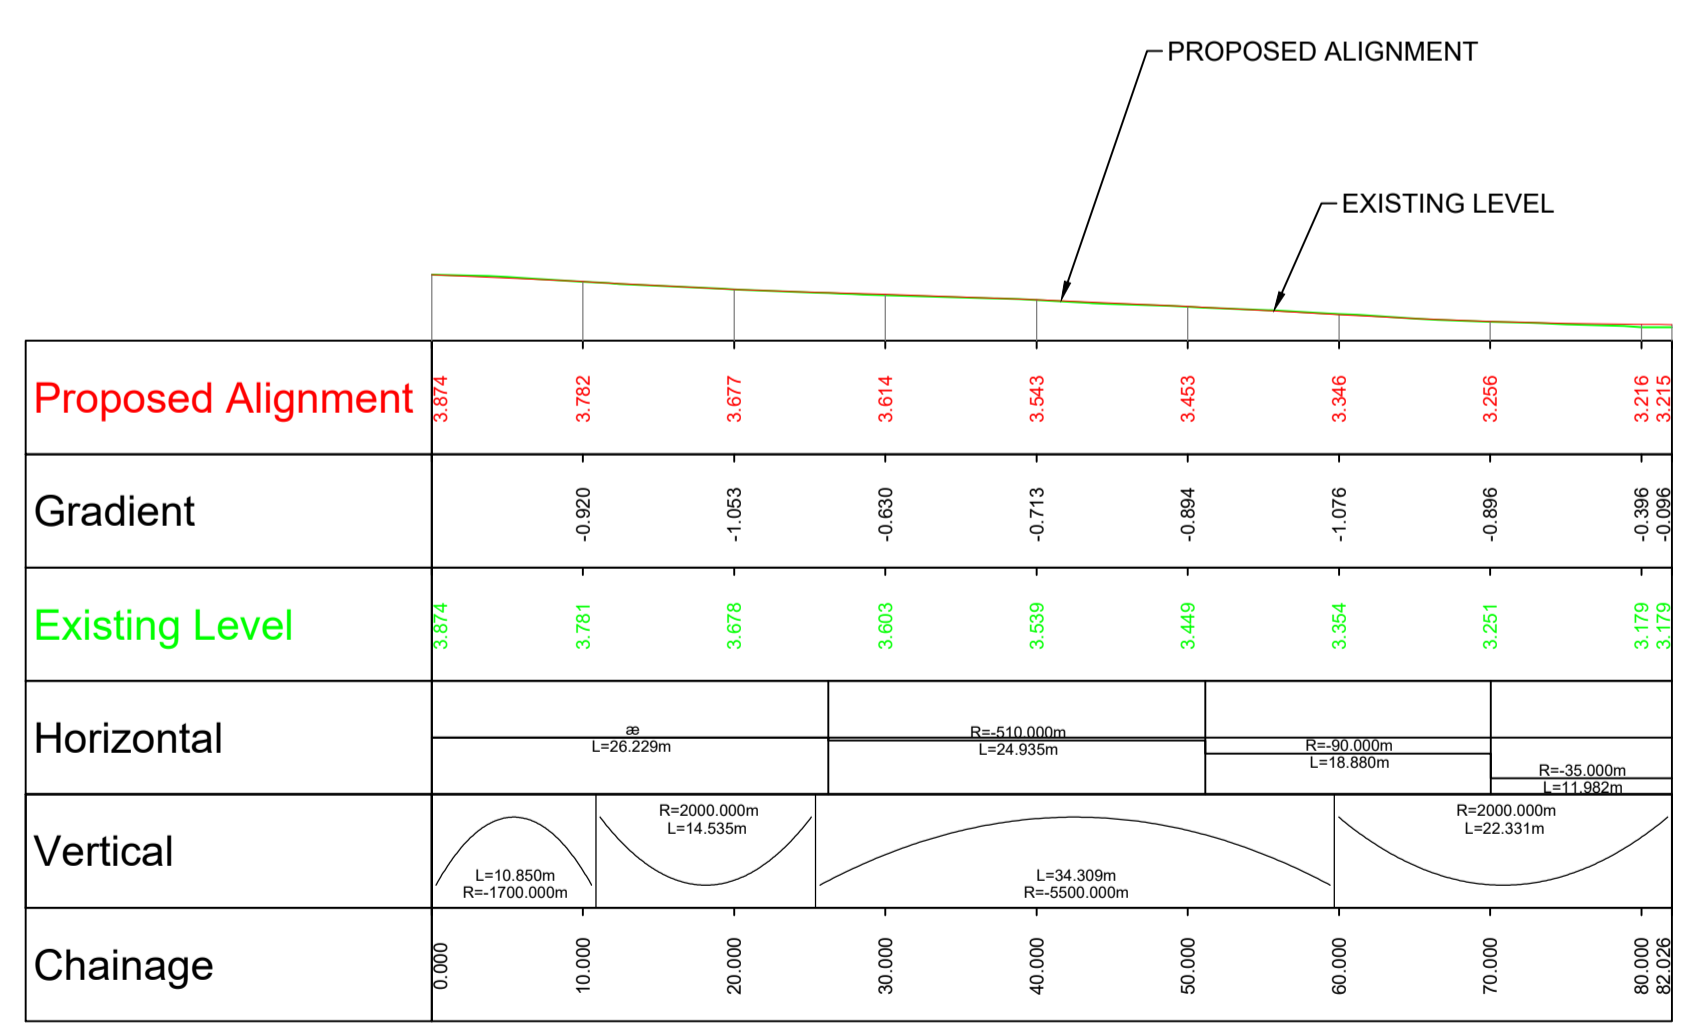 PROPOSED ALIGNMENT
EXISTING LEVEL
Proposed Alignment
3.874
3.782
3.677
3.614
3.543
3.453
3.346
3.256
3.216
3.215
Gradient
-0.920
-1.053
-0.630
-0.713
-0.894
-1.076
-0.896
-0.396
-0.096
Existing Level
3.874
3.781
3.678
3.603
3.539
3.449
3.354
3.251
3.179
3.179
Horizontal
æ
L=26.229m
R=-510.000m
L=24.935m
R=-90.000m
L=18.880m
R=-35.000m
L=11.982m
Vertical
L=10.850m
R=-1700.000m
R=2000.000m
L=14.535m
L=34.309m
R=-5500.000m
R=2000.000m
L=22.331m
Chainage
0.000
10.000
20.000
30.000
40.000
50.000
60.000
70.000
80.000
82.026